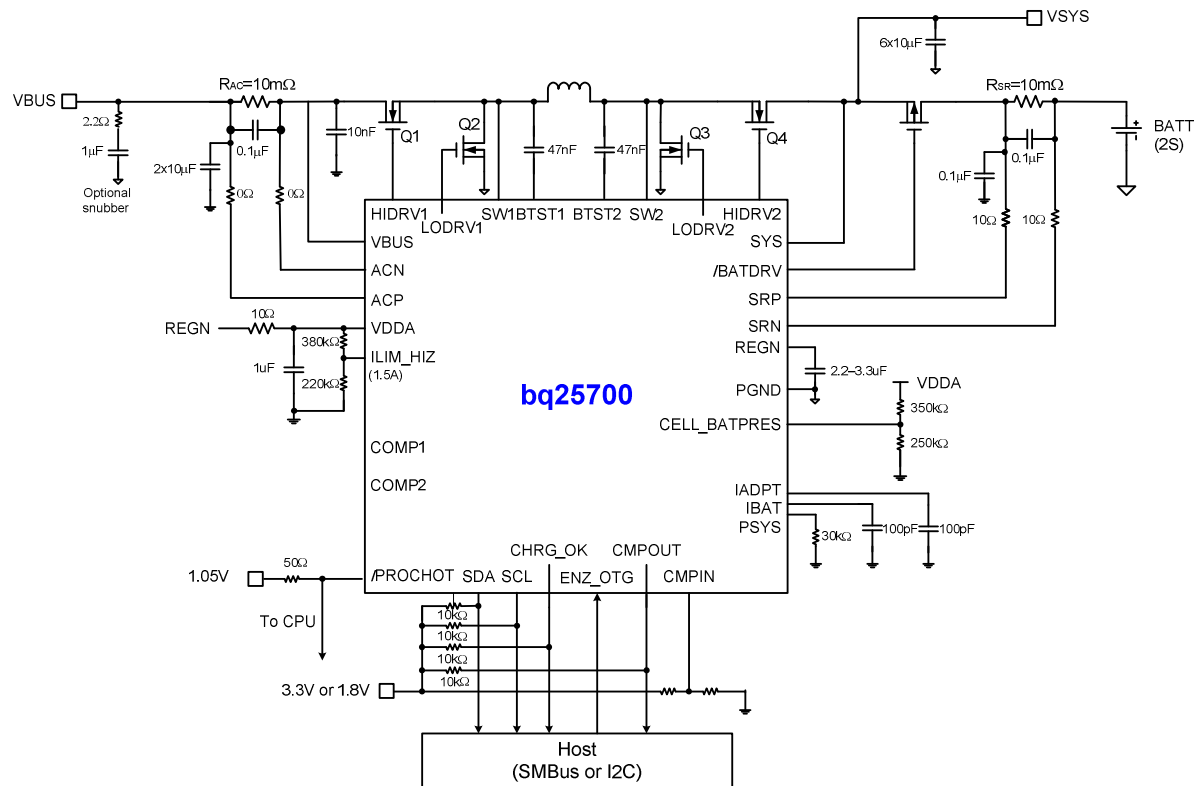 VSYS
6x10µF
VBUS
RAC=10mΩ
RSR=10mΩ
2.2Ω
1µF
Optional
snubber
2x10µF
0.1µF
0Ω
0Ω
10nF
Q1
Q2
47nF
47nF
Q3
Q4
0.1µF
0.1µF
10Ω
10Ω
BATT
(2S)
HIDRV1
LODRV1
SW1
BTST1
BTST2
SW2
LODRV2
HIDRV2
VBUS
SYS
ACN
/BATDRV
ACP
SRP
REGN
10Ω
VDDA
SRN
380kΩ
ILIM_HIZ
(1.5A)
1uF
220kΩ
REGN
2.2–3.3uF
PGND
bq25700
VDDA
350kΩ
CELL_BATPRES
250kΩ
COMP1
COMP2
IADPT
IBAT
PSYS
30kΩ
100pF
100pF
CHRG_OK
CMPOUT
1.05V
50Ω
/PROCHOT
SDA
SCL
ENZ_OTG
CMPIN
To CPU
10kΩ
10kΩ
10kΩ
10kΩ
3.3V or 1.8V
Host
(SMBus or I2C)